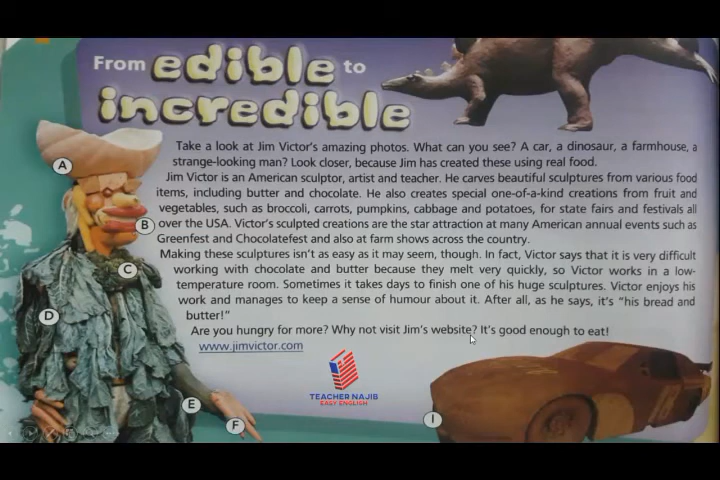 From edible to
incredible
Take a look at Jim Victor's amazing photos. What can you see? A car, a dinosaur, a farmhouse, a
strange-looking man? Look closer, because Jim has created these using real food.
Jim Victor is an American sculptor, artist and teacher. He carves beautiful sculptures from various food
items, including butter and chocolate. He also creates special one-of-a-kind creations from fruit and
vegetables, such as broccoli, carrots, pumpkins, cabbage and potatoes, for state fairs and festivals all
over the USA. Victor's sculpted creations are the star attraction at many American annual events such as
Greenfest and Chocolatefest and also at farm shows across the country.
Making these sculptures isn't as easy as it may seem, though. In fact, Victor says that it is very difficult
working with chocolate and butter because they melt very quickly, so Victor works in a low-
temperature room. Sometimes it takes days to finish one of his huge sculptures. Victor enjoys his
work and manages to keep a sense of humour about it. After all, as he says, it's "his bread and
butter!"
Are you hungry for more? Why not visit Jim's website? It's good enough to eat!
www.jimvictor.com
A
B
C
D
E
F
I
TEACHER NAJIB
EASY ENGLISH